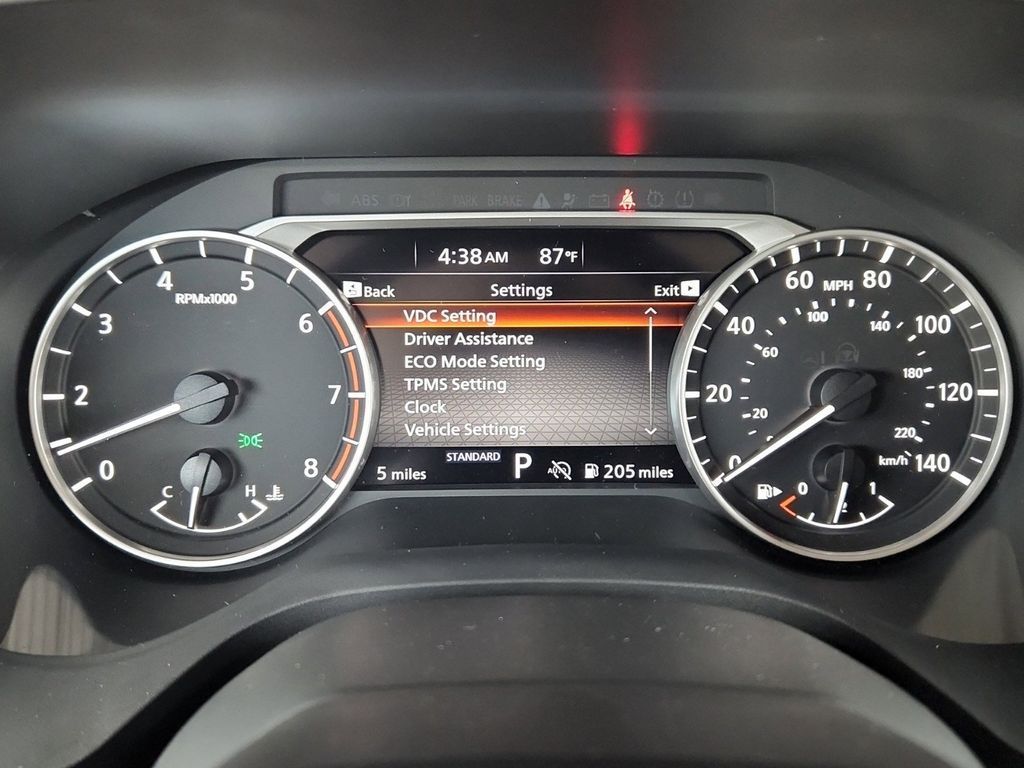 ABS PARK BRAKE
4:38 AM 87°F
Back Settings Exit
VDC Setting
Driver Assistance
ECO Mode Setting
TPMS Setting
Clock
Vehicle Settings
STANDARD
5 miles P AUTO 205 miles
RPMx1000
0 1 2 3 4 5 6 7 8
C H
MPH
0 20 40 60 80 100 120 140
20 60 100 140 180 220
km/h
0 1